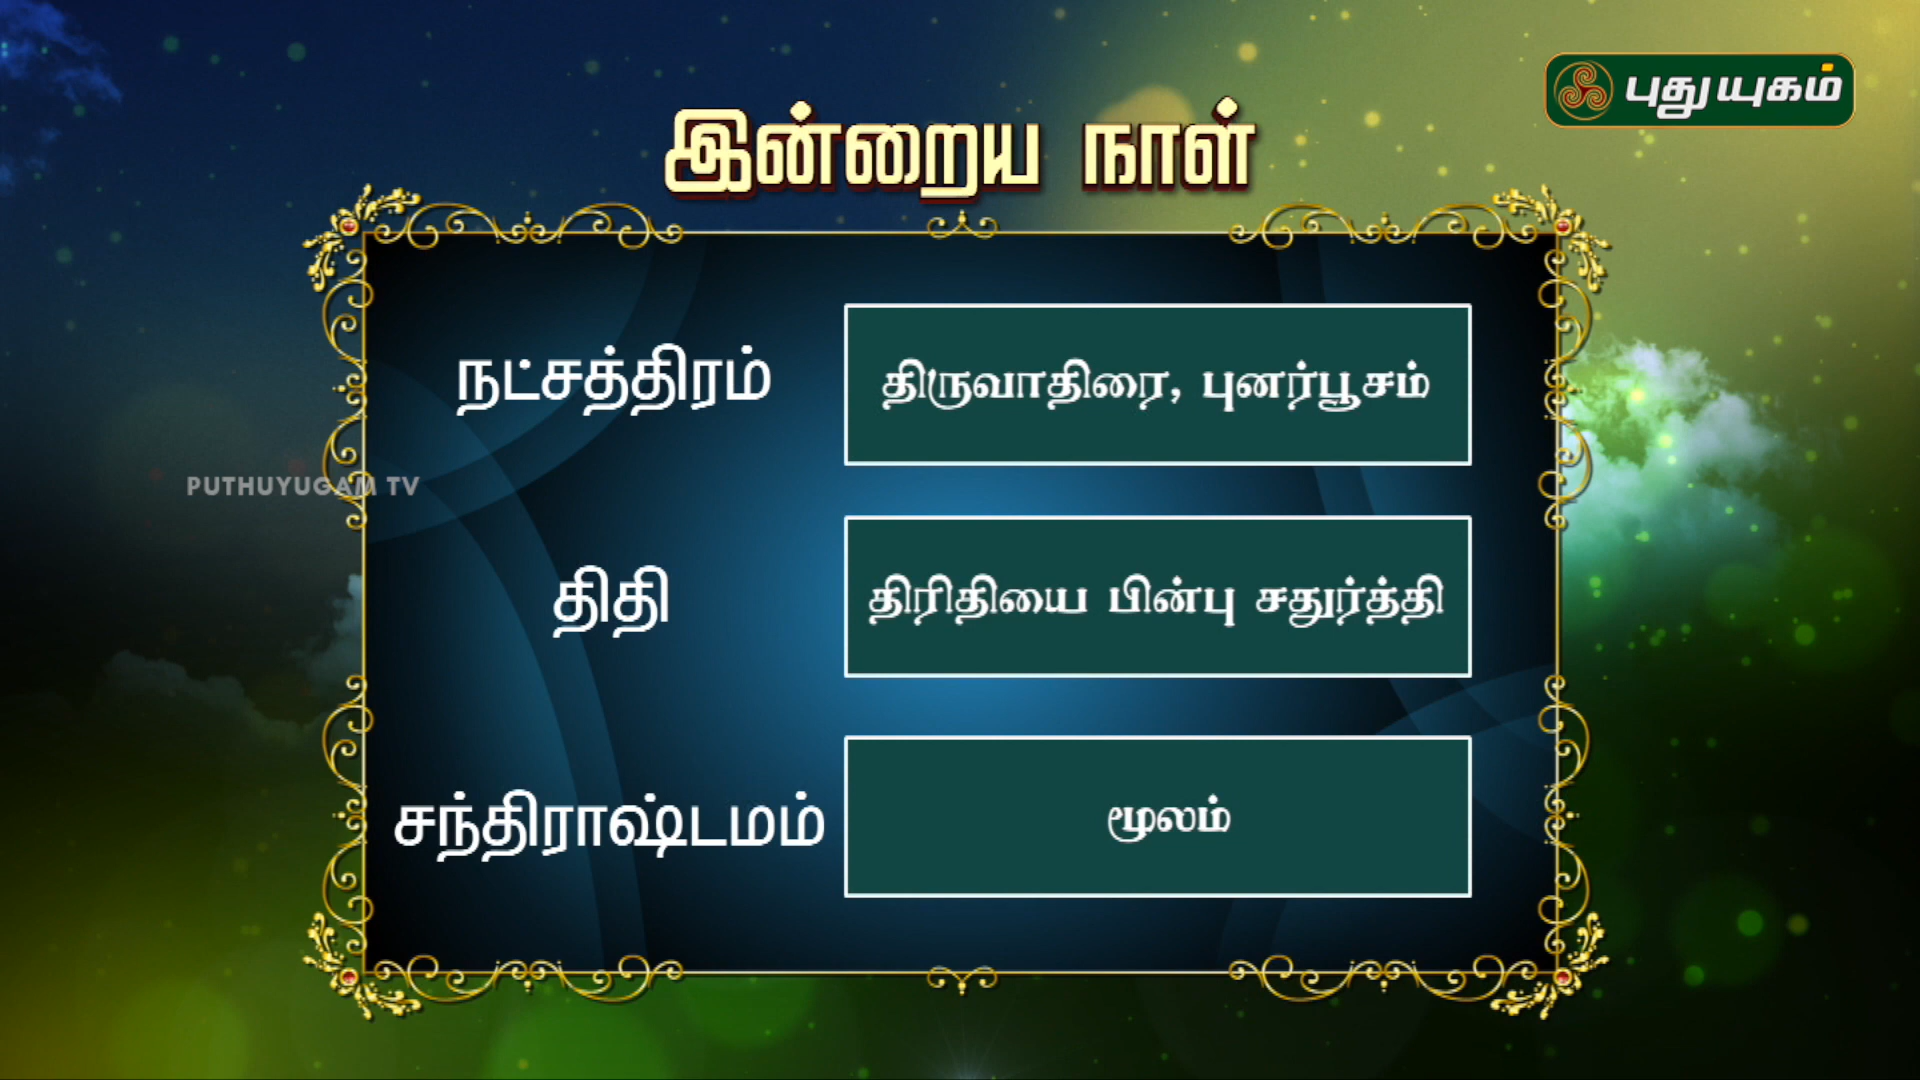 புதுயுகம்
இன்றைய நாள்
நட்சத்திரம்
திருவாதிரை, புனர்பூசம்
PUTHUYUGAM TV
திதி
திரிதியை பின்பு சதுர்த்தி
சந்திராஷ்டமம்
மூலம்